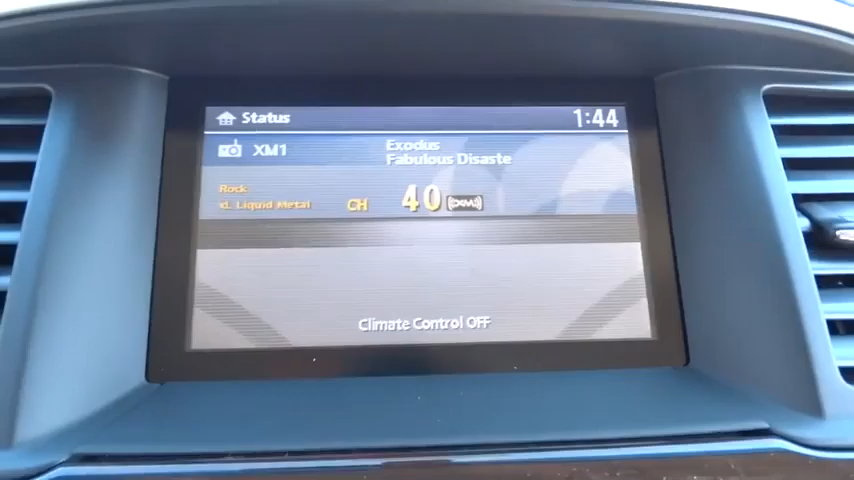 Status
1:44
XM1
Exodus
Fabulous Disaste
Rock
d. Liquid Metal
CH
40
((XM))
Climate Control OFF